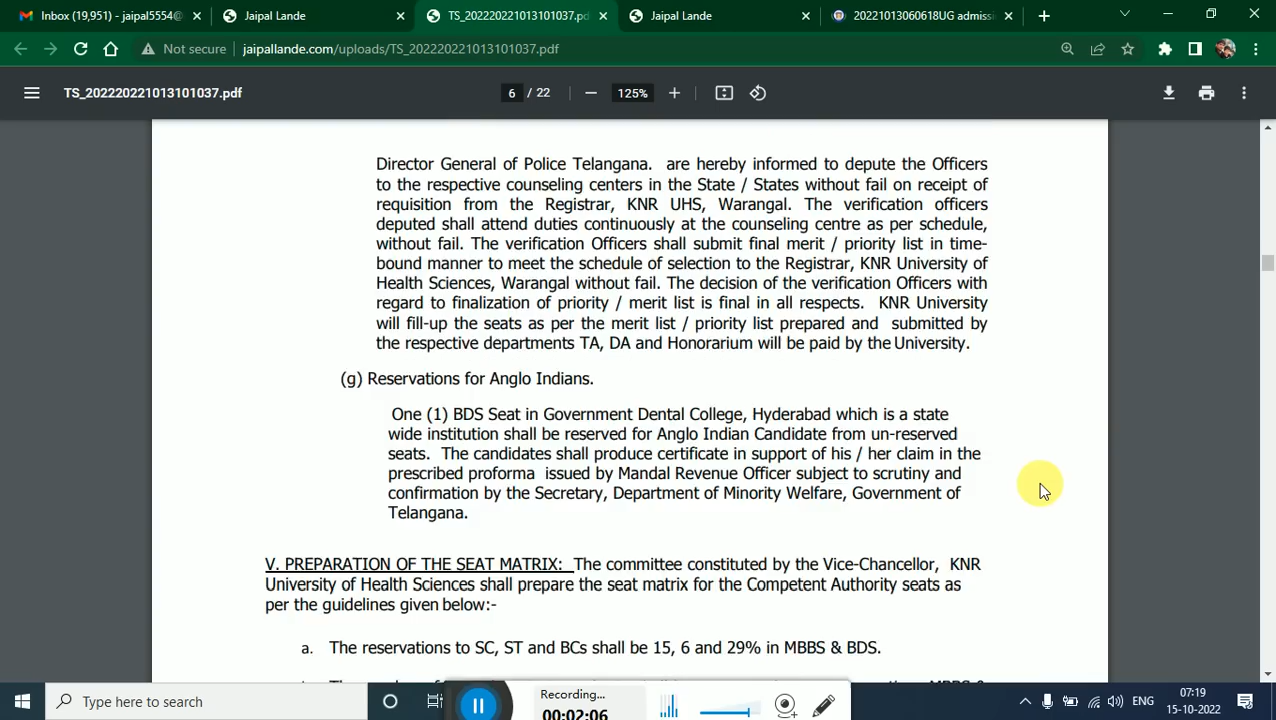 Inbox (19,951) - jaipal5554@
Jaipal Lande
TS_202220221013101037.pd
Jaipal Lande
20221013060618UG admiss
Not secure
jaipallande.com/uploads/TS_202220221013101037.pdf
TS_202220221013101037.pdf
6 / 22
125%
Director General of Police Telangana. are hereby informed to depute the Officers
to the respective counseling centers in the State / States without fail on receipt of
requisition from the Registrar, KNR UHS, Warangal. The verification officers
deputed shall attend duties continuously at the counseling centre as per schedule,
without fail. The verification Officers shall submit final merit / priority list in time-
bound manner to meet the schedule of selection to the Registrar, KNR University of
Health Sciences, Warangal without fail. The decision of the verification Officers with
regard to finalization of priority / merit list is final in all respects. KNR University
will fill-up the seats as per the merit list / priority list prepared and submitted by
the respective departments TA, DA and Honorarium will be paid by the University.
(g) Reservations for Anglo Indians.
One (1) BDS Seat in Government Dental College, Hyderabad which is a state
wide institution shall be reserved for Anglo Indian Candidate from un-reserved
seats. The candidates shall produce certificate in support of his / her claim in the
prescribed proforma issued by Mandal Revenue Officer subject to scrutiny and
confirmation by the Secretary, Department of Minority Welfare, Government of
Telangana.
V. PREPARATION OF THE SEAT MATRIX: The committee constituted by the Vice-Chancellor, KNR
University of Health Sciences shall prepare the seat matrix for the Competent Authority seats as
per the guidelines given below:-
a. The reservations to SC, ST and BCs shall be 15, 6 and 29% in MBBS & BDS.
Type here to search
Recording...
00:02:06
ENG
07:19
15-10-2022